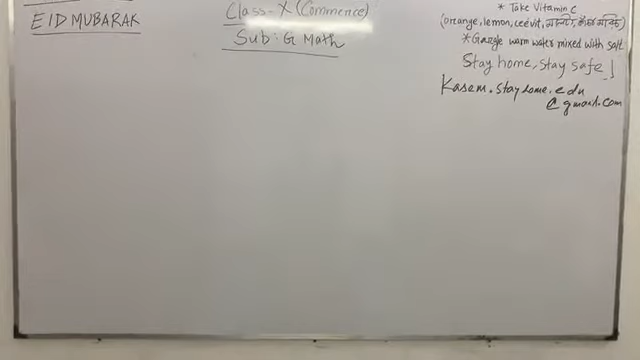 EID MUBARAK
Class-X (Commerce)
Sub: G Math
* Take Vitamin C
(orange, lemon, ceevit,
* Gargle warm water mixed with salt
Stay home, stay safe!
Kasem.stayhome.edu
@gmail.com